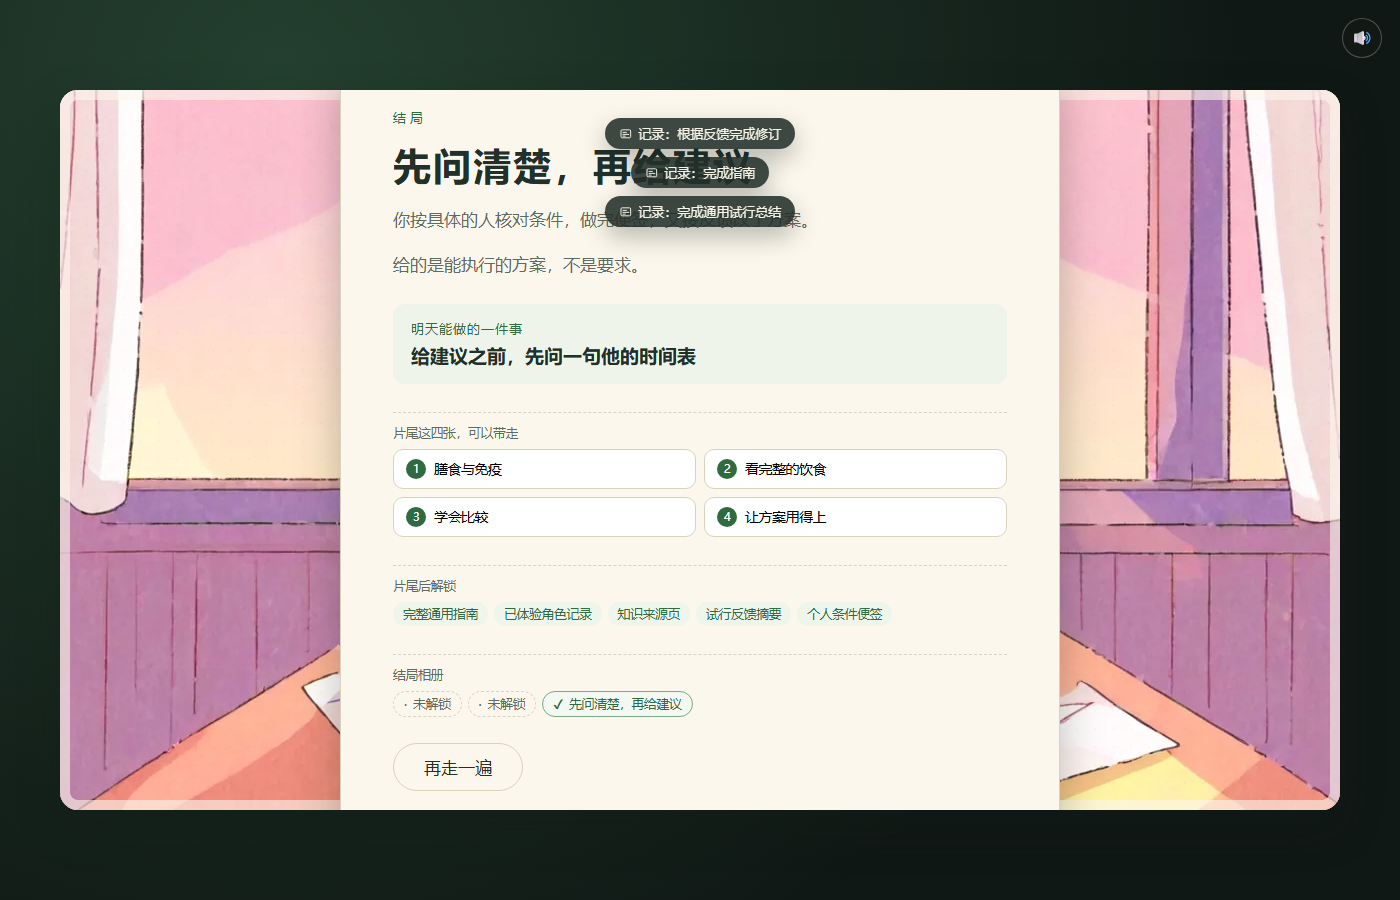 结局
记录：根据反馈完成修订
先问清楚，再给建议
记录：完成指南
记录：完成通用试行总结
你按具体的人核对条件，做完 方案。
给的是能执行的方案，不是要求。
明天能做的一件事
给建议之前，先问一句他的时间表
片尾这四张，可以带走
1 膳食与免疫
2 看完整的饮食
3 学会比较
4 让方案用得上
片尾后解锁
完整通用指南 已体验角色记录 知识来源页 试行反馈摘要 个人条件便签
结局相册
· 未解锁 · 未解锁 ✓ 先问清楚，再给建议
再走一遍